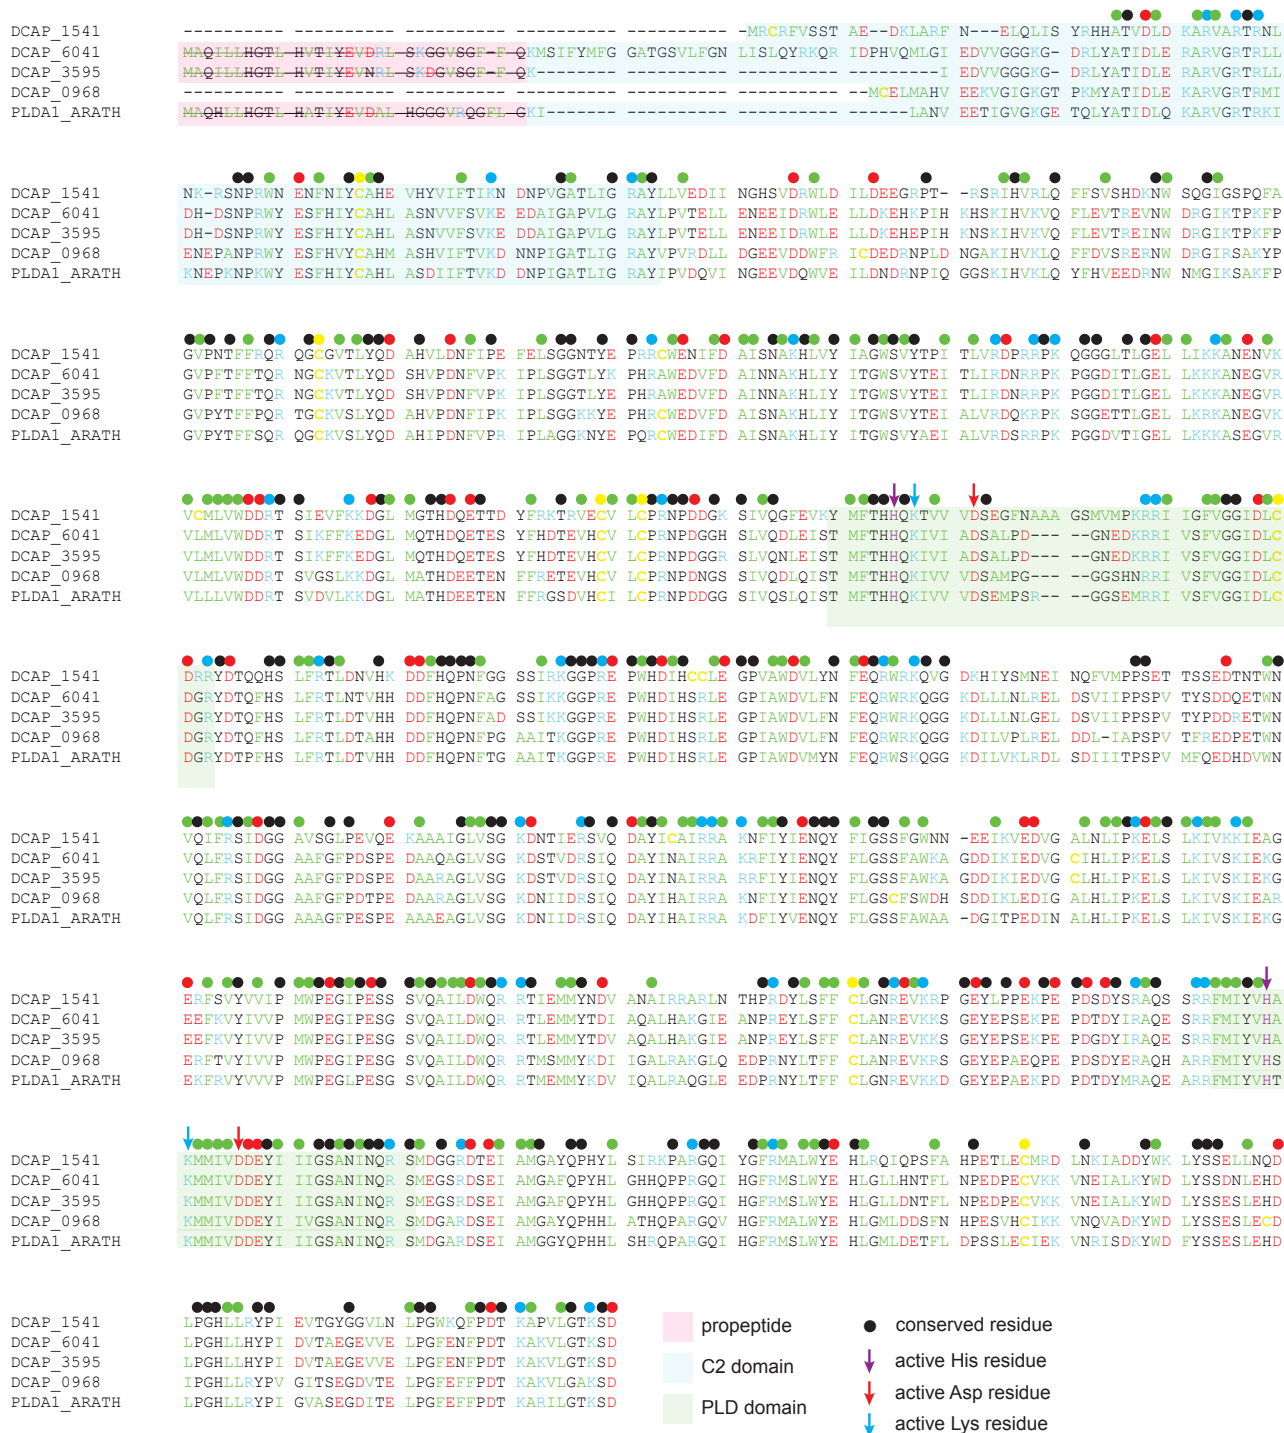 DCAP_1541 ---------- ---------- ---------- ---------- ---------- ------MRCRFVSST AE--DKLARF N---ELQLIS YRHHATVDLD KARVARTRNL
DCAP_6041 MAQILLHGTL HVTIYEVDRL SKGGVSGF-F QKMSIFYMFG GATGSVLFGN LISLQYRKQR IDPHVQMLGI EDVVGGGKG- DRLYATIDLE RARVGRTRLL
DCAP_3595 MAQILLHGTL HVTIYEVNRL SKDGVSGF-F QK-------- ---------- ---------- ---------I EDVVGGGKG- DRLYATIDLE RARVGRTRLL
DCAP_0968 ---------- ---------- ---------- ---------- ---------- ---------- --MCELMAHV EEKVGIGKGT PKMYATIDLE KARVGRTRMI
PLDA1_ARATH MAQHLLHGTL HATIYEVDAL HGGGVRQGFL GKI------- ---------- ---------- ------LANV EETIGVGKGE TQLYATIDLQ KARVGRTRKI
DCAP_1541 NK-RSNPRWN ENFNIYCAHE VHYVIFTIKN DNPVGATLIG RAYLLVEDII NGHSVDRWLD ILDEEGRPT- -RSRIHVRLQ FFSVSHDKNW SQGIGSPQFA
DCAP_6041 DH-DSNPRWY ESFHIYCAHL ASNVVFSVKE EDAIGAPVLG RAYLPVTELL ENEEIDRWLE LLDKEHKPIH KHSKIHVKVQ FLEVTREVNW DRGIKTPKFP
DCAP_3595 DH-DSNPRWY ESFHIYCAHL ASNVVFSVKE DDAIGAPVLG RAYLPVTELL ENEEIDRWLE LLDKEHEPIH KNSKIHVKVQ FLEVTREINW DRGIKTPKFP
DCAP_0968 ENEPANPRWY ESFHVYCAHM ASHVIFTVKD NNPIGATLIG RAYVPVRDLL DGEEVDDWFR ICDEDRNPLD NGAKIHVKLQ FFDVSRERNW DRGIRSAKYP
PLDA1_ARATH KNEPKNPKWY ESFHIYCAHL ASDIIFTVKD DNPIGATLIG RAYIPVDQVI NGEEVDQWVE ILDNDRNPIQ GGSKIHVKLQ YFHVEEDRNW NMGIKSAKFP
DCAP_1541 GVPNTFFRQR QGCGVTLYQD AHVLDNFIPE FELSGGNTYE PRRCWENIFD AISNAKHLVY IAGWSVYTPI TLVRDPRRPK QGGGLTLGEL LIKKANENVK
DCAP_6041 GVPFTFFTQR NGCKVTLYQD SHVPDNFVPK IPLSGGTLYK PHRAWEDVFD AINNAKHLIY ITGWSVYTEI TLIRDNRRPK PGGDITLGEL LKKKANEGVR
DCAP_3595 GVPFTFFTQR TGCKVTLYQD SHVPDNFVPK IPLSGGTLYE PHRAWEDVFD AINNAKHLIY ITGWSVYTEI TLIRDNRRPK PGGDITLGEL LKKKANEGVR
DCAP_0968 GVPYTFFPQR TGCKVSLYQD AHVPDNFIPK IPLSGGKKYE PHRCWEDVFD AISNAKHLIY ITGWSVYTEI ALVRDQKRPK SGGETTLGEL LKRKANEGVK
PLDA1_ARATH GVPYTFFSQR QGCKVSLYQD AHIPDNFVPR IPLAGGKNYE PQRCWEDIFD AISNAKHLIY ITGWSVYAEI ALVRDSRRPK PGGDVTIGEL LKKKASEGVR
DCAP_1541 VCMLVWDDRT SIEVFKKDGL MGTHDQETTD YFRKTRVECV LCPRNPDDGK SIVQGFEVKY MFTHHQKTVV VDSEGFNAAA GSMVMPKRRI IGFVGGIDLC
DCAP_6041 VLMLVWDDRT SIKFFKEDGL MQTRDQETES YFHDTEVHCV LCPRNPDGGH SLVQDLEIST MFTHHQKIVI ADSALPD--- -GNEDKRRIV SFVGGIDLC
DCAP_3595 VLMLVWDDRT SIKFFKEDGL MQTHDQETES YFHDTEVHCV LCPRNPDGGR SLVQNLEIST MFTHHQKIVI ADSALPD--- -GNEDKRRIV SFVGGIDLC
DCAP_0968 VLMLVWDDRT SVGSLKKDGL MATHDEETEN FFRETEVHCV LCPRNPDNGS SIVQDLQIST MFTHHQKIVV VDSAMPG--- -GGSHNRRIV SFVGGIDLC
PLDA1_ARATH VLLLVWDDRT SVDVLKKDGL MATHDEETEN FFRGSDVHCI LCPRNPDDGG SIVQSLQIST MFTHHQKIVV VDSEMPSR-- -GGSEMRRIV SFVGGIDLC
DCAP_1541 DRRYDTQQHS LFRTLDNVHK DDFHQPNFGG SSIRKGGPRE PWHDIHCCLE GPVAWDVLYN FEQRWRKQVG DKHIYSMNEI NQFVMPPSET TSSEDTNTWN
DCAP_6041 DGRYDTQFHS LFRTLNTVHH DDFHQPNFAD SSIKKGGPRE PWHDIHSRLE GPIAWDVLFN FEQRWRKQGG KDLLLNLREL DSVIIPPSPV TYSDDQETWN
DCAP_3595 DGRYDTQFHS LFRTLDTVHH DDFHQPNFAD SSIKKGGPRE PWHDIHSRLE GPIAWDVLFN FEQRWRKQGG KDLLLNLGEL DSVIIPPSPV TYPDDRETWN
DCAP_0968 DGRYDTQFHS LFRTLDTAHH DDFHQPNFPG AAITKGGPRE PWHDIHSRLE GPIAWDVLFN FEQRWRKQGG KDILVPLREL DDL-IAPSPV TFREDPETWN
PLDA1_ARATH DGRYDTPFHS LFRTLDTVHH DDFHQPNFTG AAITKGGPRE PWHDIHSRLE GPIAWDVMYN FEQRWSKQGG KDILVKLRDL SDIIITPSPV MFQEDHDVWN
DCAP_1541 VQIFRSIDGG AVSGLPEVQE KAAAIGLVSG KDNTIERSVQ DAYICAIRRA KNFIYIENQY FIGSSFGWNN -EEIKVEDVG ALNLIPKELS LKIVKKIEAG
DCAP_6041 VQLFRSIDGG AAFGFPDSPE DAAQAGLVSG KDSTVDRSIQ DAYINAIRRA KRFIYIENQY FLGSSFAWKA GDDIKIEDVG CIHLIPKELS LKIVSKIEKG
DCAP_3595 VQLFRSIDGG AAFGFPDSPE DAARAGLVSG KDSTVDRSIQ DAYINAIRRA RRFIYIENQY FLGSSFAWKA GDDIKIEDVG CLHLIPKELS LKIVSKIEKG
DCAP_0968 VQLFRSIDGG AAFGFPDTPE DAARAGLVSG KDNIIDRSIQ DAYIHAIRRA KNFIYIENQY FLGSCFSWDH SDDIKLEDIG ALHLIPKELS LKIVSKIEAR
PLDA1_ARATH VQLFRSIDGG AAAGFPESPE AAAEAGLVSG KDNIIDRSIQ DAYIHAIRRA KDFIYVENQY FLGSSFAWAA -DGITPEDIN ALHLIPKELS LKIVSKIEKG
DCAP_1541 ERFSVYVVIP MWPEGIPESS SVQAILDWQR RTIEMMYNDV ANAIRRARLN THPRDYLSFF CLGNREVKRP GEYLPPEKPE PDSDYSRAQS SRRFMIYVHA
DCAP_6041 EEFKVYIVVP MWPEGIPESG SVQAILDWQR RTLEMMYTDI AQALHAKGIE ANPREYLSFF CLANREVKKS GEYEPSEKPE PDTDYIRAQE SRRFMIYVHA
DCAP_3595 EEFKVYIVVP MWPEGIPESG SVQAILDWQR RTLEMMYTDV AQALHAKGIE ANPREYLSFF CLANREVKKS GEYEPSEKPE PDTDYIRAQE SRRFMIYVHA
DCAP_0968 ERFTVYIVVP MWPEGIPESG SVQAILDWQR RTMSMMYKDI IGALRAKGLQ EDPRNYLTFF CLANREVKRS GEYEPAEQPE PDSDYERAQH ARRFMIYVHS
PLDA1_ARATH EKFRVYVVVP MWPEGLPESG SVQAILDWQR RTMEMMYKDV IQALRAQGLE EDPRNYLTFF CLGNREVKKD GEYEPAEKPD PDTDYMRAQE ARRFMIYVHT
DCAP_1541 KMMIVDDEYI IIGSANINQR SMDGGRDTEI AMGAYQPHYL SIRKPARGQI YGFRMALWYE HLRQIQPSFA HPETLECMRD LNKIADDYWK LYSSELLNQD
DCAP_6041 KMMIVDDEYI IIGSANINQR SMEGSRDSEI AMGAFQPYHL GHHQPPRGQI HGFRMSLWYE HLGLLHNTFL NPEDPECVKK VNEIALKYWD LYSSDNLEHD
DCAP_3595 KMMIVDDEYI IIGSANINQR SMEGSRDSEI AMGAFQPYHL GHHQPPRGQI HGFRMSLWYE HLGLLDNTFL NPEDPECVKK VNEIALKYWD LYSSESLEHD
DCAP_0968 KMMIVDDEYI IVGSANINQR SMDGARDSEI AMGAYQPHHL ATHQPARGQV HGFRMALWYE HLGMLDDSFN HPESVHCIKK VNQVADKYWD LYSSESLECD
PLDA1_ARATH KMMIVDDEYI IIGSANINQR SMDGARDSEI AMGGYQPHHL SHRQPARGQI HGFRMSLWYE HLGMLDETFL DPSSLECIEK VNRISDKYWD FYSSESLEHD
DCAP_1541 LPGHLLRYPI EVTGYGGVLN LPGWKQFPDT KAPVLGTKSD
DCAP_6041 LPGHLLHYPI DVTAEGEVVE LPGFENFPDT KAKVLGTKSD
DCAP_3595 LPGHLLHYPI DVTAEGEVVE LPGFENFPDT KAKVLGTKSD
DCAP_0968 IPGHLLRYPV GITSEGDVTE LPGFEFFPDT KAKVLGAKSD
PLDA1_ARATH LPGHLLRYPI GVASEGDITE LPGFEFFPDT KARILGTKSD
propeptide
C2 domain
PLD domain
conserved residue
active His residue
active Asp residue
active Lys residue